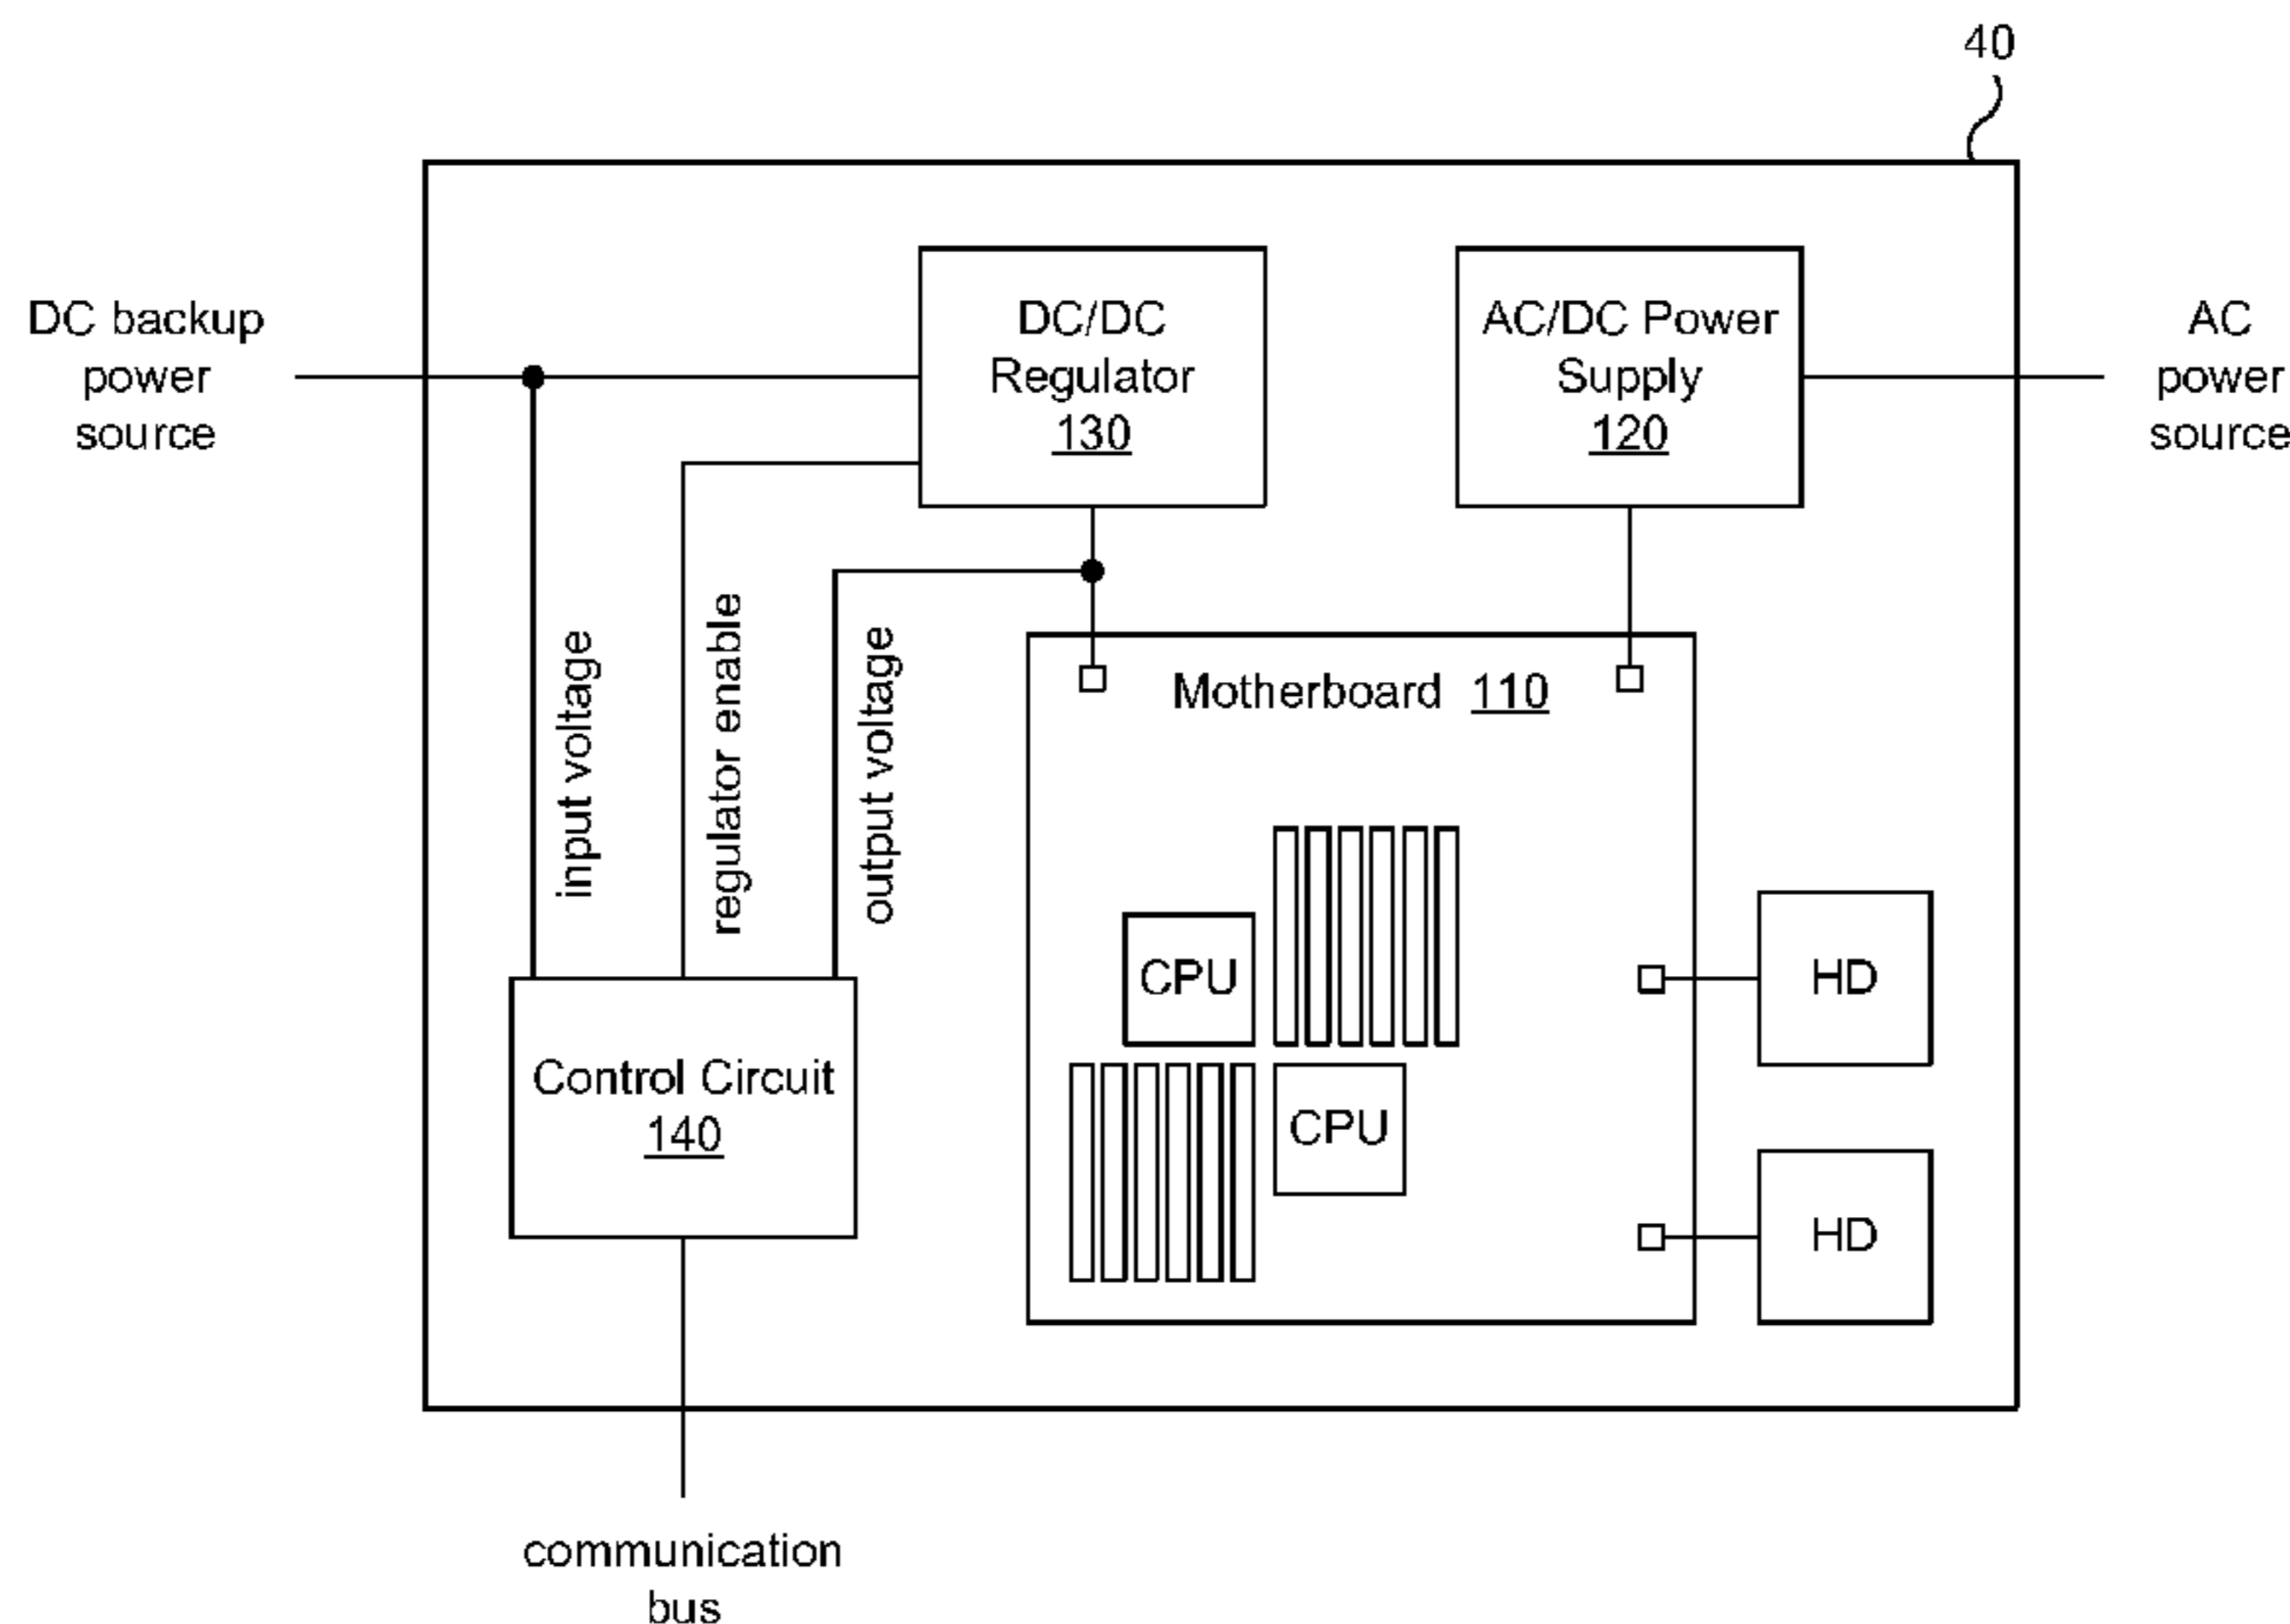 40
DC backup
power
source
DC/DC
Regulator
130
AC/DC Power
Supply
120
AC
power
source
input voltage
regulator enable
output voltage
Motherboard 110
CPU
HD
Control Circuit
140
CPU
HD
communication
bus